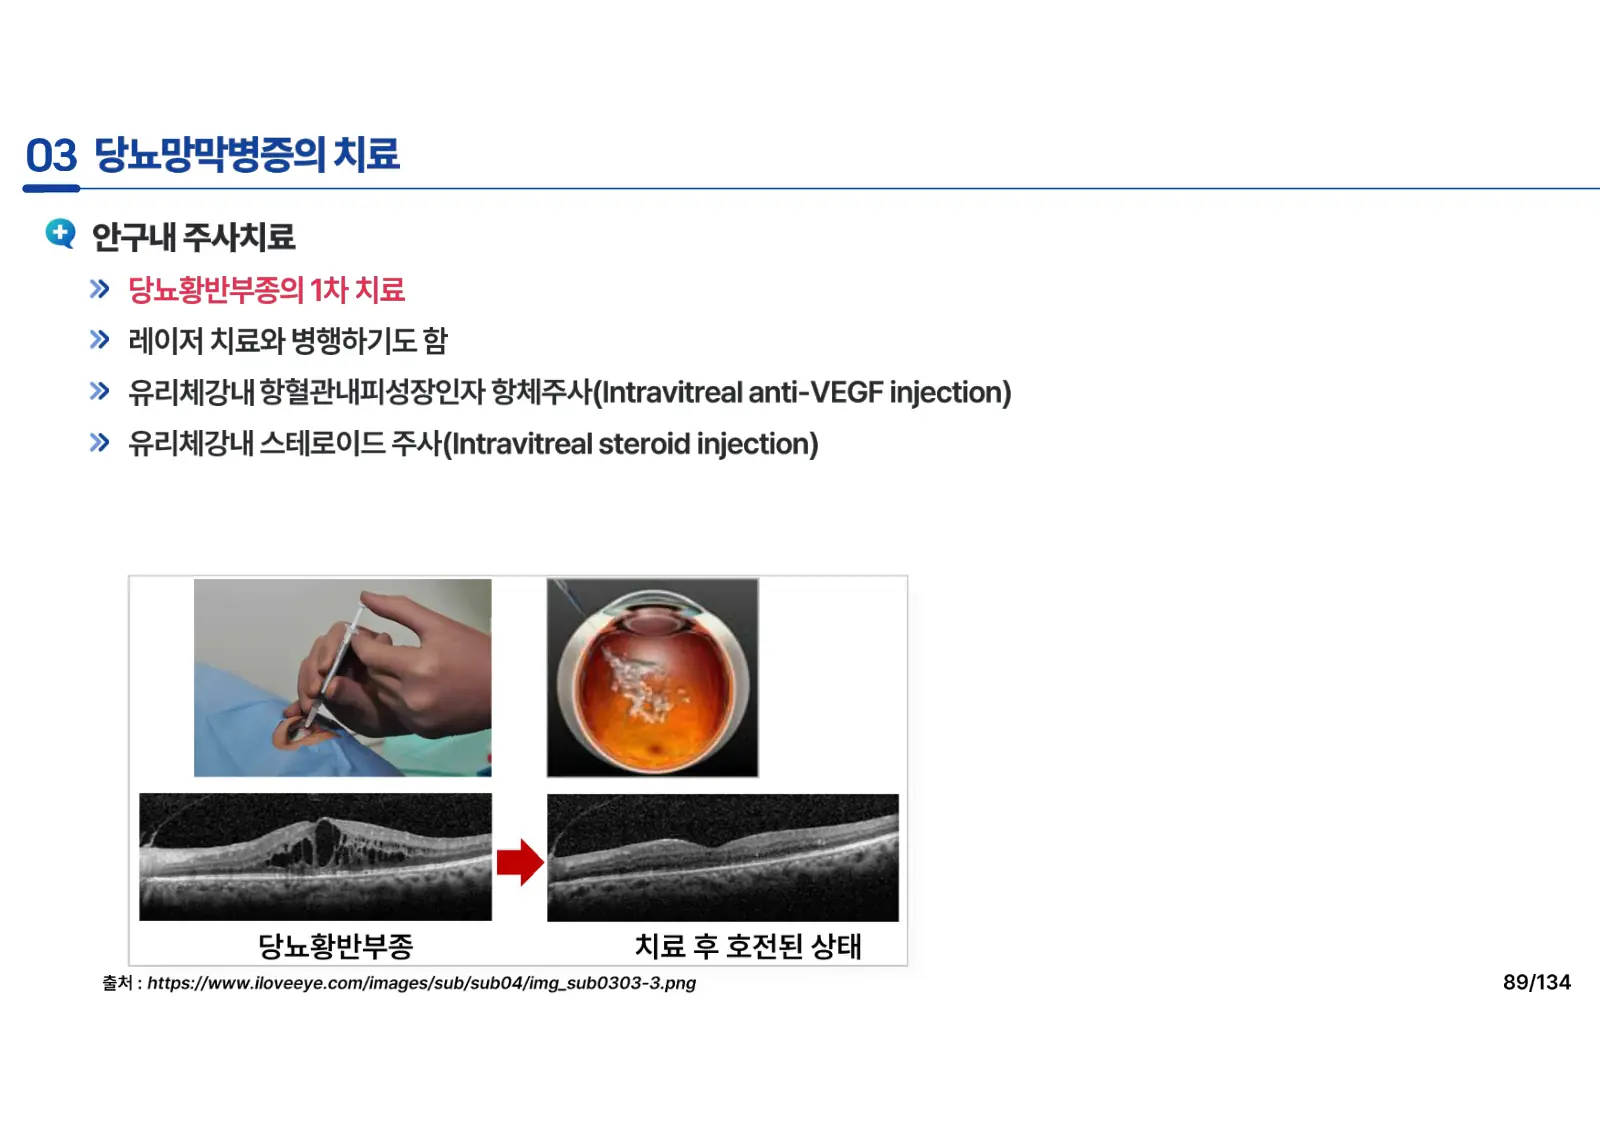 03 당뇨망막병증의 치료
안구내 주사치료
당뇨황반부종의 1차 치료
레이저 치료와 병행하기도 함
유리체강내 항혈관내피성장인자 항체주사(Intravitreal anti-VEGF injection)
유리체강내 스테로이드 주사(Intravitreal steroid injection)
당뇨황반부종
치료 후 호전된 상태
출처 : https://www.iloveeye.com/images/sub/sub04/img_sub0303-3.png
89/134